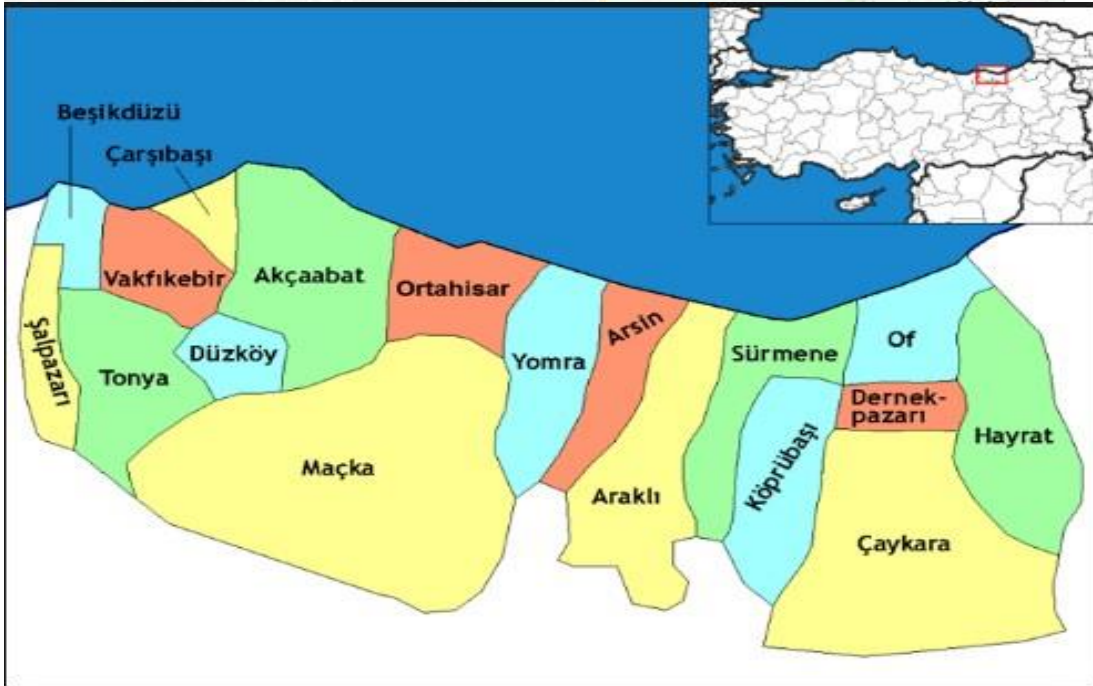 Beşikdüzü
Çarşıbaşı
Vakfıkebir
Akçaabat
Ortahisar
Şalpazarı
Tonya
Düzköy
Yomra
Arsin
Sürmene
Of
Dernek-
pazarı
Hayrat
Maçka
Araklı
Köprübaşı
Çaykara